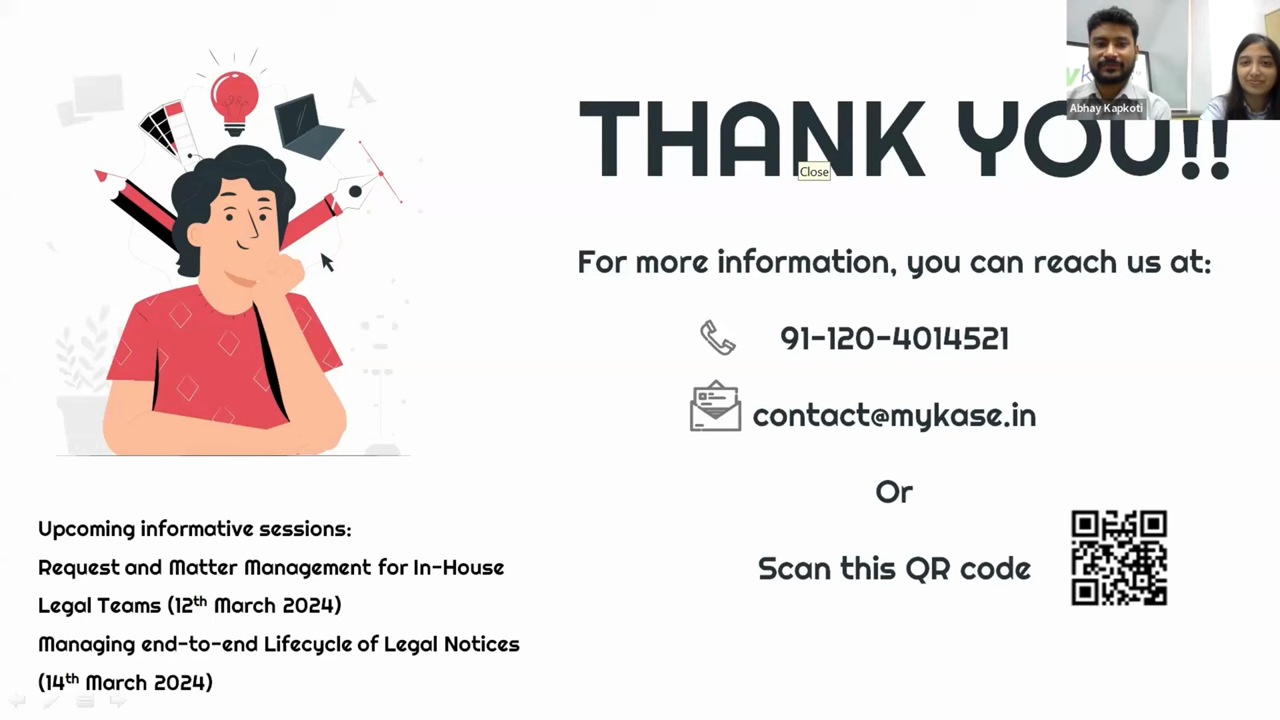 Abhay Kapkoti
THANK YOU!!
Close
For more information, you can reach us at:
91-120-4014521
contact@mykase.in
Or
Scan this QR code
Upcoming informative sessions:
Request and Matter Management for In-House
Legal Teams (12th March 2024)
Managing end-to-end Lifecycle of Legal Notices
(14th March 2024)